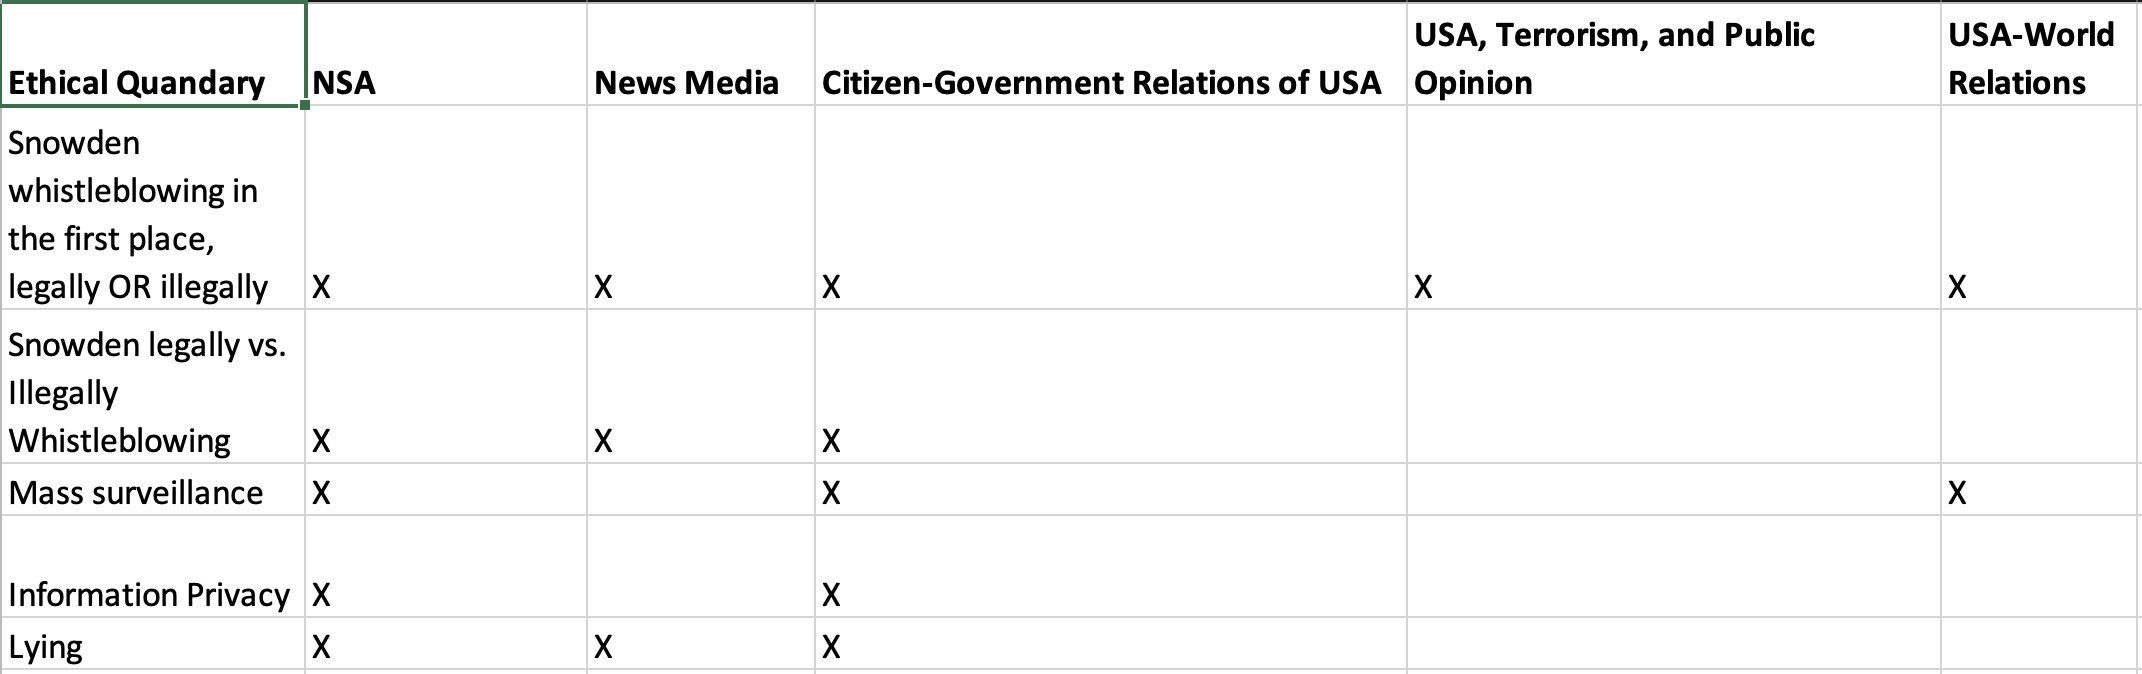 Ethical Quandary NSA News Media Citizen-Government Relations of USA USA, Terrorism, and Public Opinion USA-World Relations
Snowden
whistleblowing in
the first place,
legally OR illegally X X X X X
Snowden legally vs.
Illegally
Whistleblowing X X X
Mass surveillance X X X
Information Privacy X X
Lying X X X